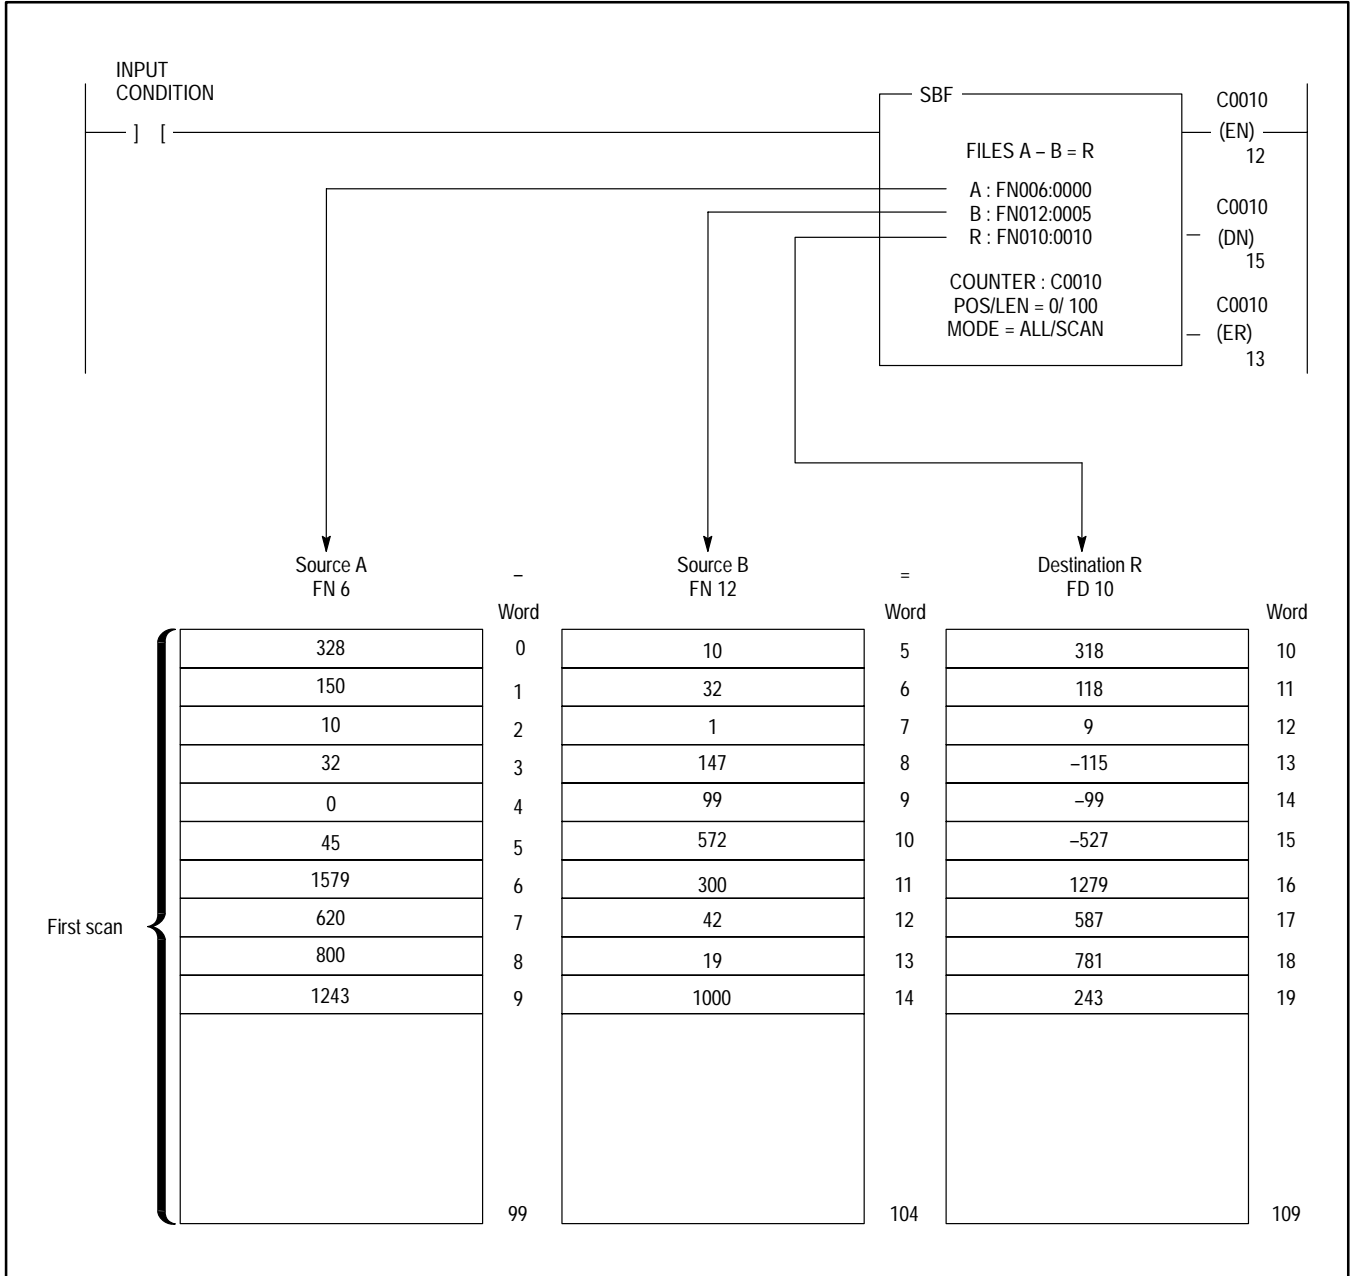 INPUT
CONDITION
] [
SBF
FILES A – B = R
A : FN006:0000
B : FN012:0005
R : FN010:0010
COUNTER : C0010
POS/LEN = 0/ 100
MODE = ALL/SCAN
C0010
(EN)
12
C0010
(DN)
15
C0010
(ER)
13
Source A
FN 6
–
Source B
FN 12
=
Destination R
FD 10
Word Word Word
328 0 10 5 318 10
150 1 32 6 118 11
10 2 1 7 9 12
32 3 147 8 –115 13
0 4 99 9 –99 14
45 5 572 10 –527 15
1579 6 300 11 1279 16
620 7 42 12 587 17
800 8 19 13 781 18
1243 9 1000 14 243 19
First scan
99 104 109